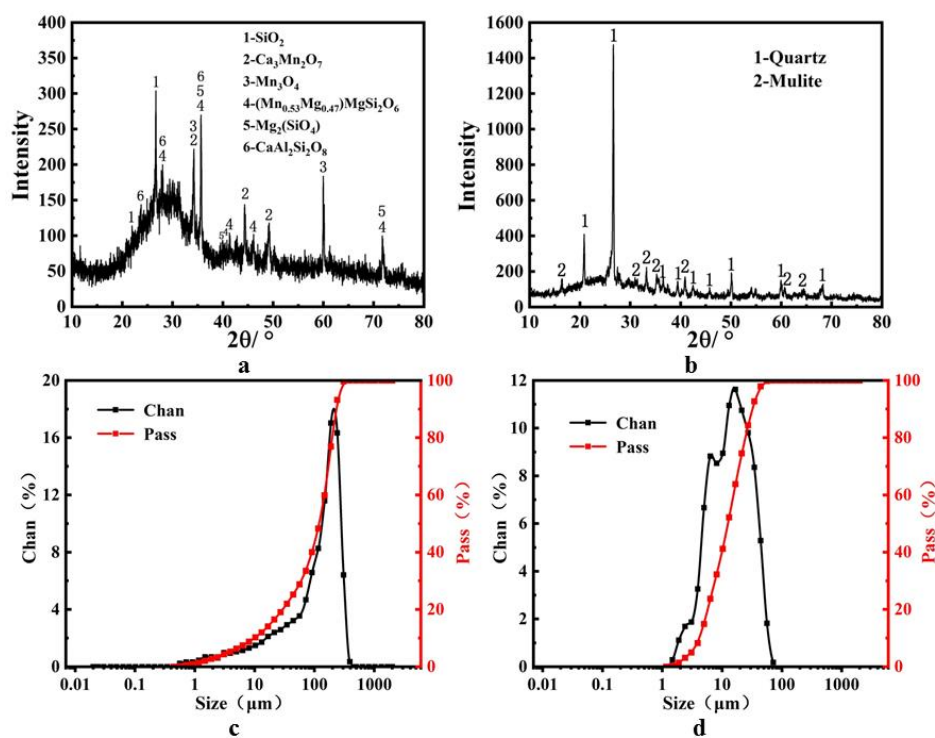 400
350
300
250
200
150
100
50
0
Intensity
10 20 30 40 50 60 70 80
2θ/ °
1-SiO₂
2-Ca₃Mn₂O₇
3-Mn₃O₄
4-(Mn₀.₅₃Mg₀.₄₇)MgSi₂O₆
5-Mg₂(SiO₄)
6-CaAl₂Si₂O₈
1
6
1
6
4
3
2
6
5
4
5
4
4
2
4
2
3
5
4
a
1600
1400
1200
1000
800
600
400
200
0
Intensity
10 20 30 40 50 60 70 80
2θ/ °
1-Quartz
2-Mulite
2 1 1 2 2 2 1 1 2 1 1 1 1 2 2 1
b
20
16
12
8
4
0
Chan（%）
100
80
60
40
20
0
Pass（%）
Chan
Pass
0.01 0.1 1 10 100 1000
Size（μm）
c
12
10
8
6
4
2
0
Chan（%）
100
80
60
40
20
0
Pass（%）
Chan
Pass
0.01 0.1 1 10 100 1000
Size（μm）
d